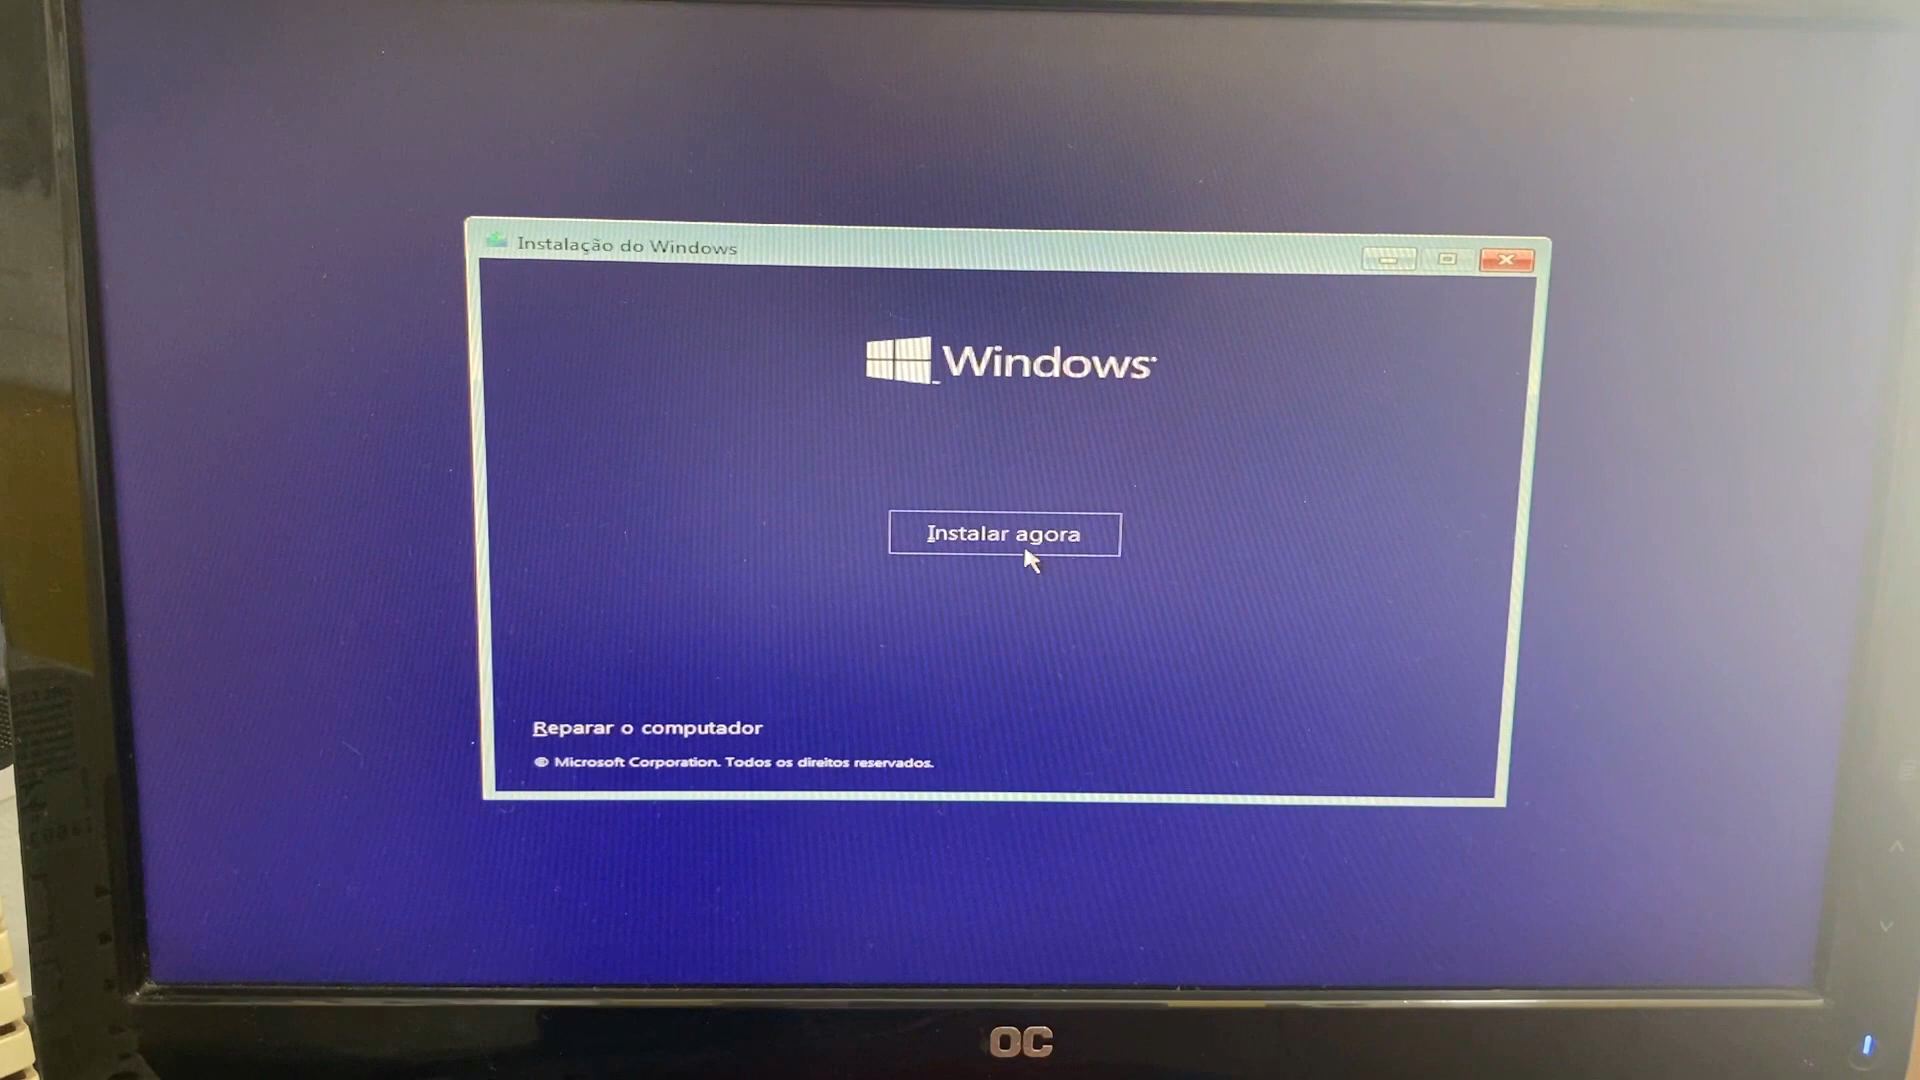 Instalação do Windows
Windows
Instalar agora
Reparar o computador
© Microsoft Corporation. Todos os direitos reservados.
OC